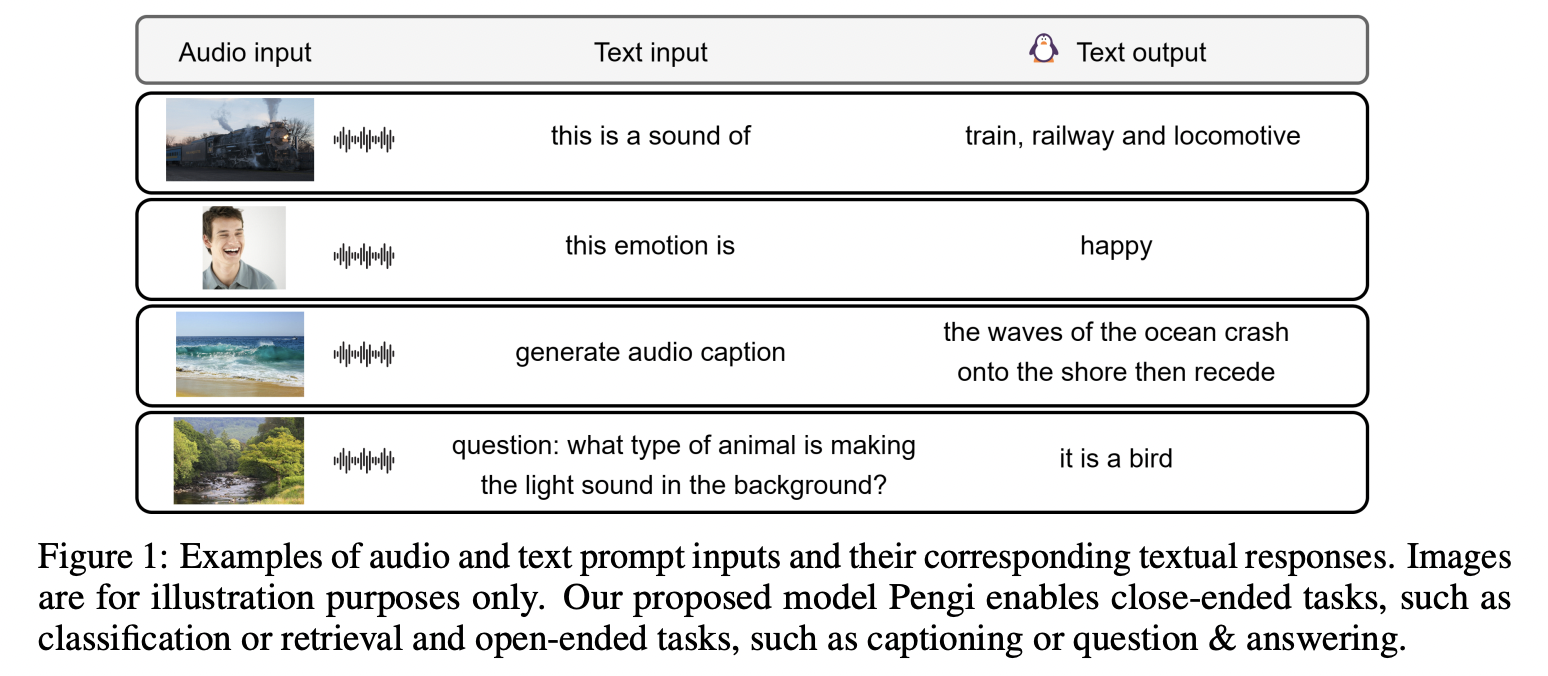 Audio input Text input Text output
this is a sound of train, railway and locomotive
this emotion is happy
generate audio caption
the waves of the ocean crash
onto the shore then recede
question: what type of animal is making
the light sound in the background?
it is a bird
Figure 1: Examples of audio and text prompt inputs and their corresponding textual responses. Images
are for illustration purposes only. Our proposed model Pengi enables close-ended tasks, such as
classification or retrieval and open-ended tasks, such as captioning or question & answering.